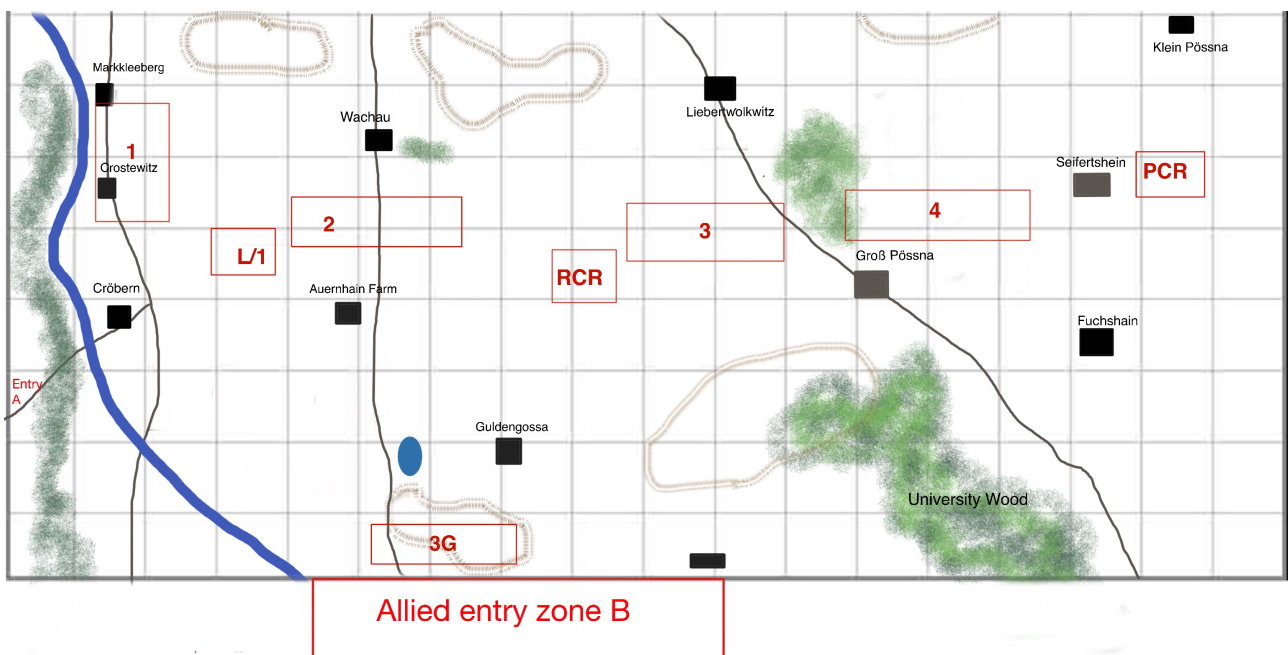 Klein Pössna
Markkleeberg
Liebertwolkwitz
Wachau
1
Crostewitz
Seifertshein
PCR
2
3
4
L/1
RCR
Groß Pössna
Cröbern
Auernhain Farm
Fuchshain
Entry
A
Guldengossa
University Wood
3G
Allied entry zone B